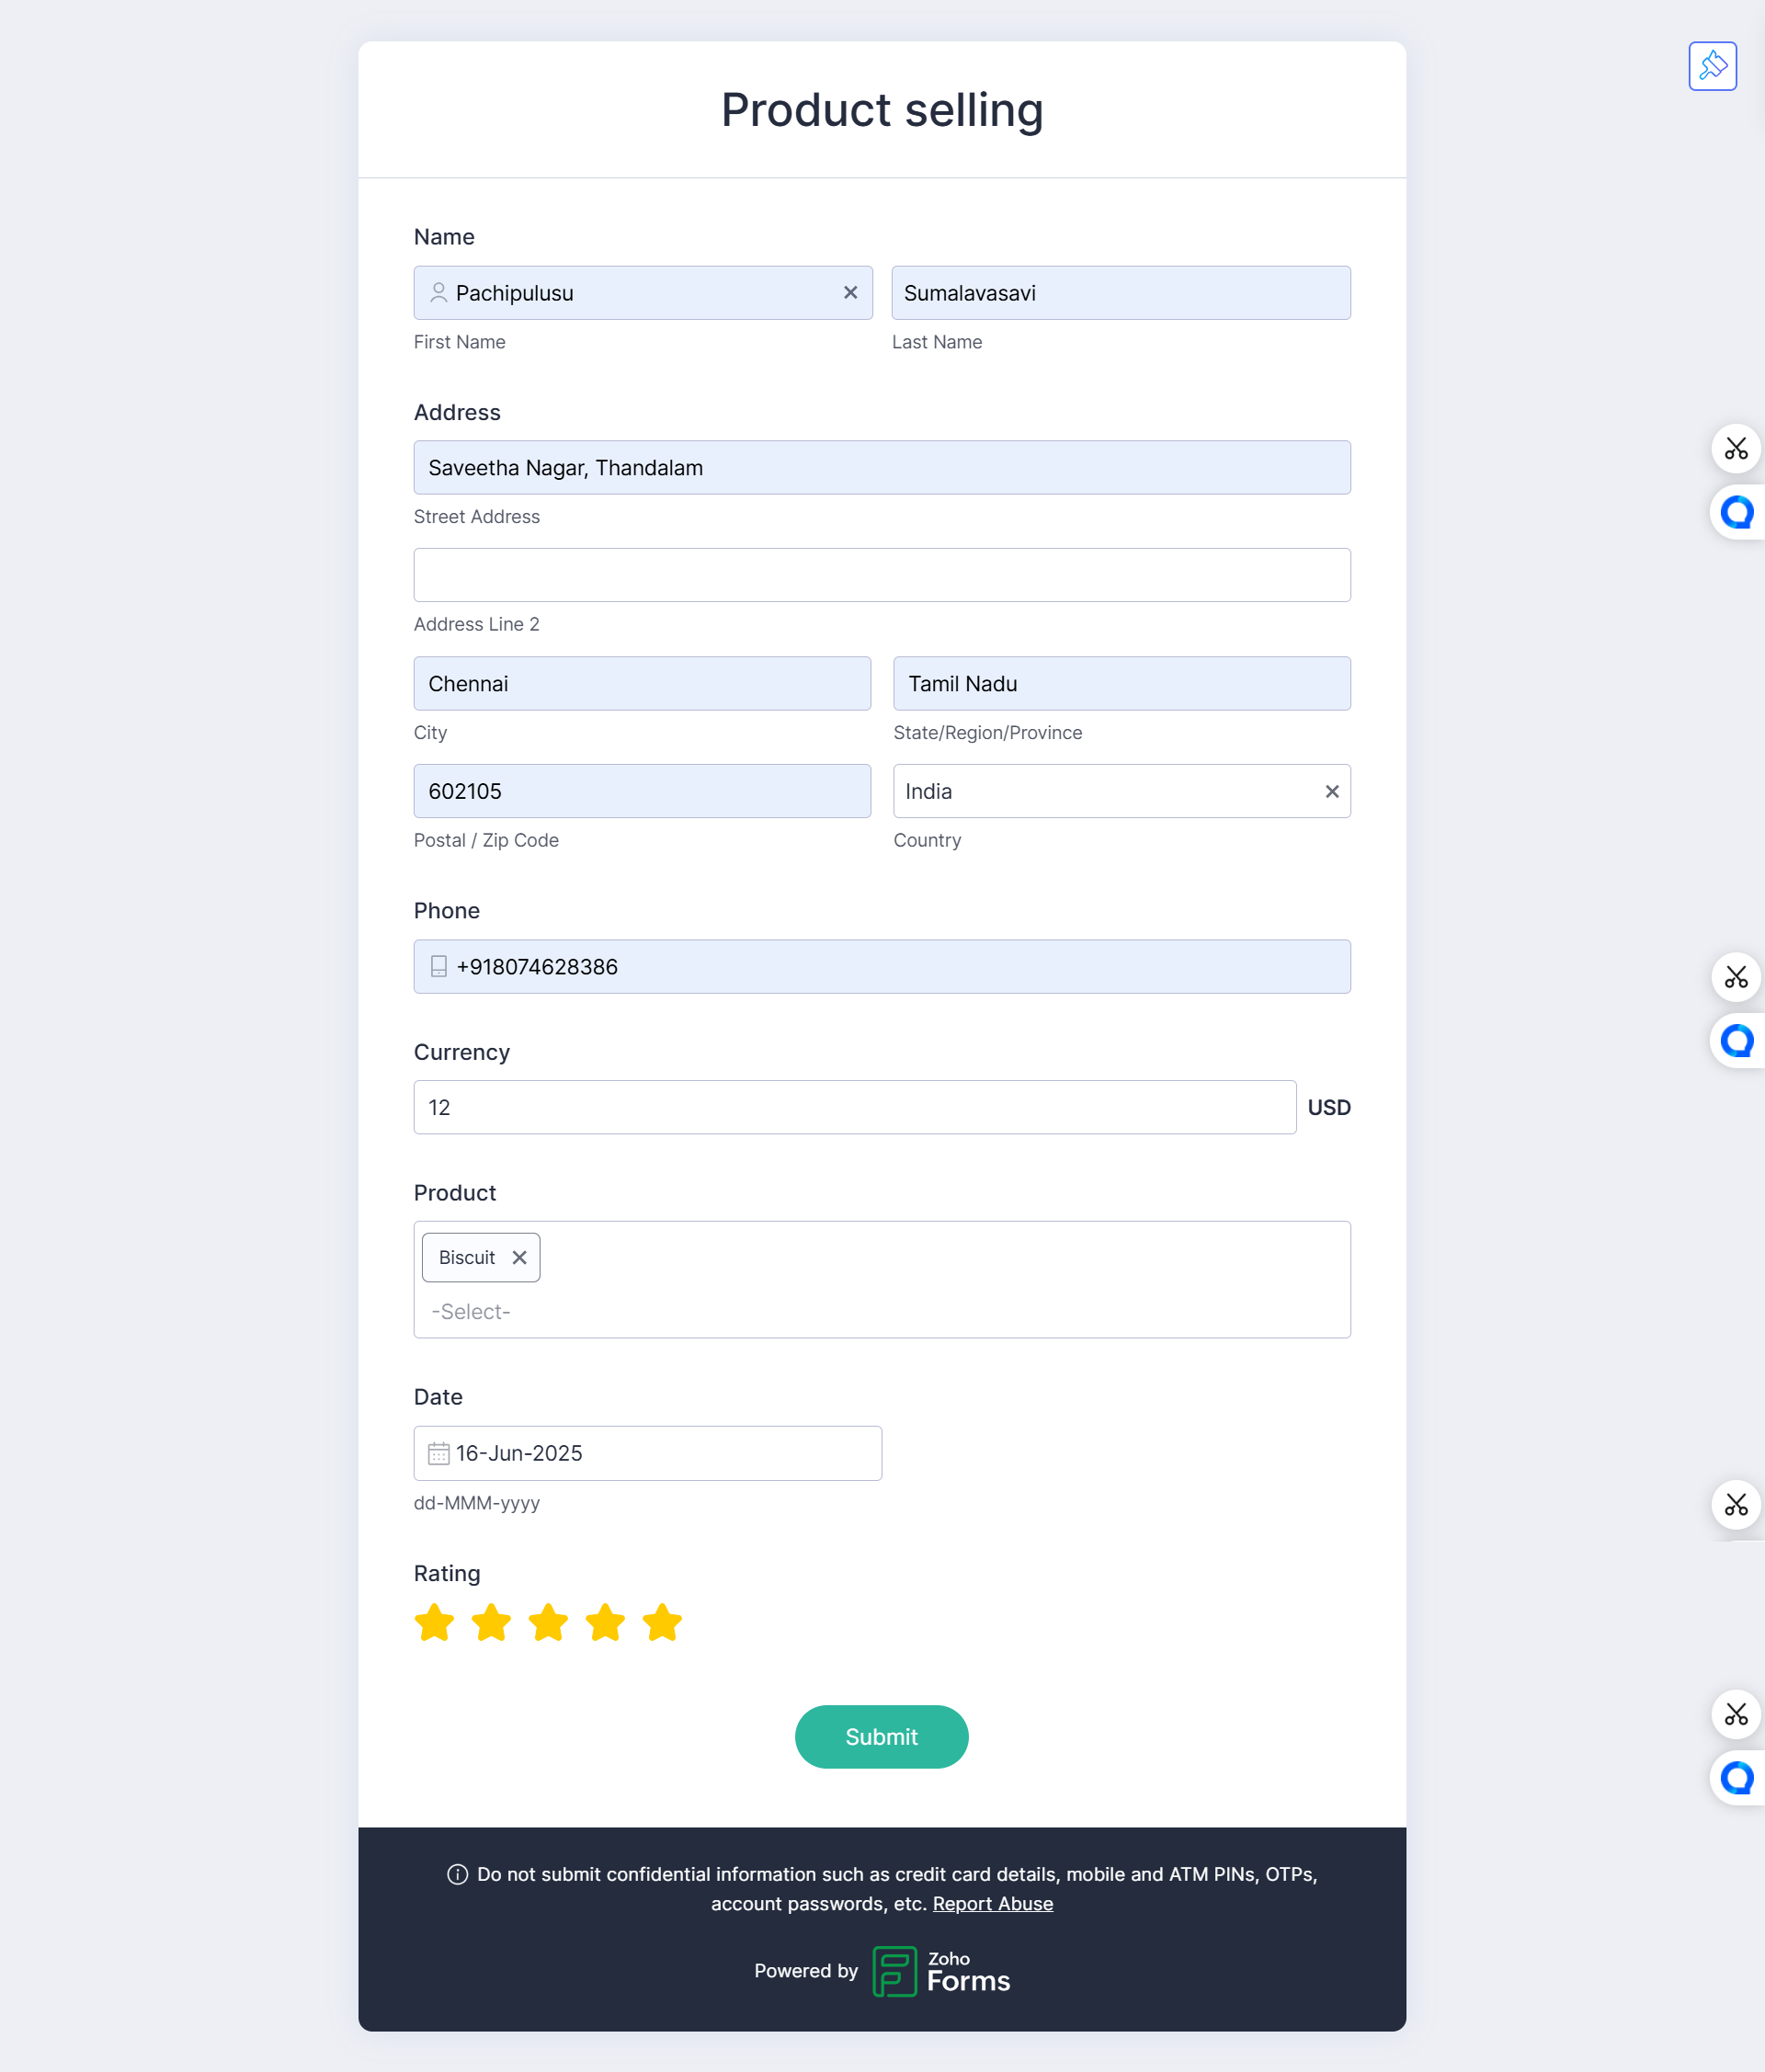 Product selling
Name
Pachipulusu
Sumalavasavi
First Name
Last Name
Address
Saveetha Nagar, Thandalam
Street Address
Address Line 2
Chennai
Tamil Nadu
City
State/Region/Province
602105
India
Postal / Zip Code
Country
Phone
+918074628386
Currency
12
USD
Product
Biscuit
-Select-
Date
16-Jun-2025
dd-MMM-yyyy
Rating
Submit
Do not submit confidential information such as credit card details, mobile and ATM PINs, OTPs,
account passwords, etc. Report Abuse
Powered by
Zoho
Forms